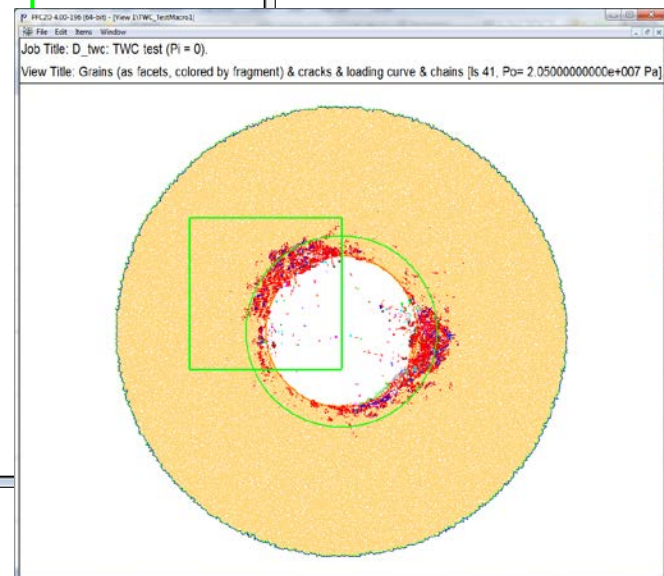 PFC2D 4.00-196 (64-bit) - [View D:TWC_TestMacro1]
File Edit Items Window
Job Title: D_twc: TWC test (Pi = 0).
View Title: Grains (as facets, colored by fragment) & cracks & loading curve & chains [ls 41, Po= 2.05000000000e+007 Pa]